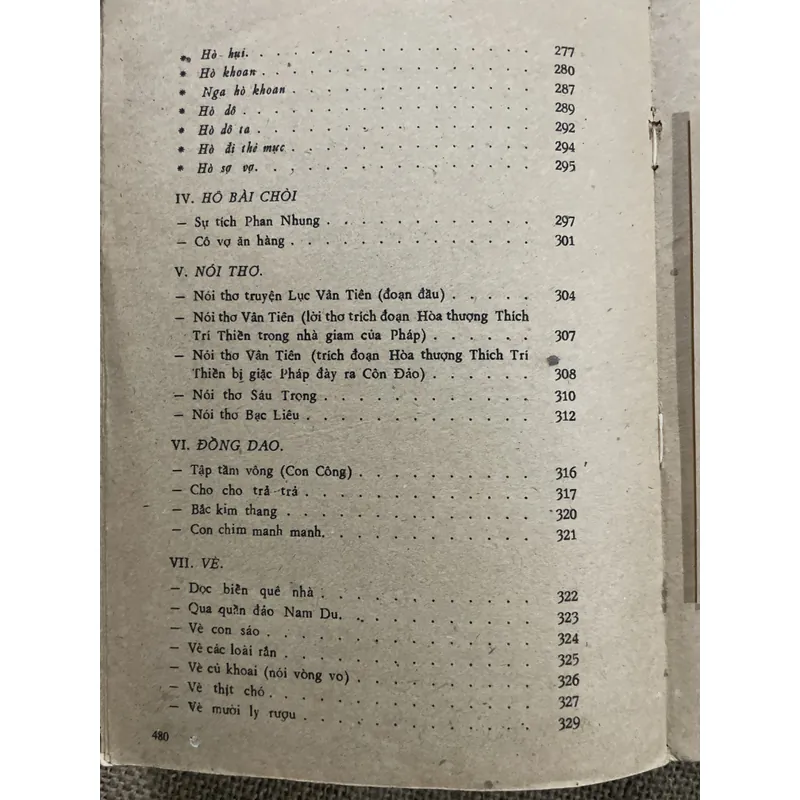 * Hò hụi. . . . . . . . . . . . . . . . . 277
* Hò khoan . . . . . . . . . . . . . . . . 280
* Nga hò khoan . . . . . . . . . . . . . . 287
* Hò dô . . . . . . . . . . . . . . . . . 289
* Hò dô ta . . . . . . . . . . . . . . . . 292
* Hò đi thẻ mực . . . . . . . . . . . . . . 294
* Hò sợ vợ. . . . . . . . . . . . . . . . 295
IV. HÔ BÀI CHÒI
— Sự tích Phan Nhung . . . . . . . . . . . . 297
— Cô vợ ăn hàng . . . . . . . . . . . . . . 301
V. NÓI THƠ.
— Nói thơ truyện Lục Vân Tiên (đoạn đầu) . . . . . 304
— Nói thơ Vân Tiên (lời thơ trích đoạn Hòa thượng Thích
Trí Thiền trong nhà giam của Pháp) . . . . . . 307
— Nói thơ Vân Tiên (trích đoạn Hòa thượng Thích Trí
Thiền bị giặc Pháp đày ra Côn Đảo) . . . . . . 308
— Nói thơ Sáu Trọng . . . . . . . . . . . . 310
— Nói thơ Bạc Liêu . . . . . . . . . . . . . 312
VI. ĐỒNG DAO.
— Tập tầm vông (Con Công) . . . . . . . . . . 316
— Cho cho trả trả . . . . . . . . . . . . . 317
— Bắc kim thang . . . . . . . . . . . . . . 320
— Con chim manh manh. . . . . . . . . . . . 321
VII. VÈ.
— Dọc biển quê nhà . . . . . . . . . . . . 322
— Qua quần đảo Nam Du. . . . . . . . . . . . 323
— Vè con sáo . . . . . . . . . . . . . . . 324
— Vè các loài rắn . . . . . . . . . . . . . 325
— Vè củ khoai (nói vòng vo) . . . . . . . . . . 326
— Vè thịt chó . . . . . . . . . . . . . . . 327
— Vè mười ly rượu . . . . . . . . . . . . . 329
480